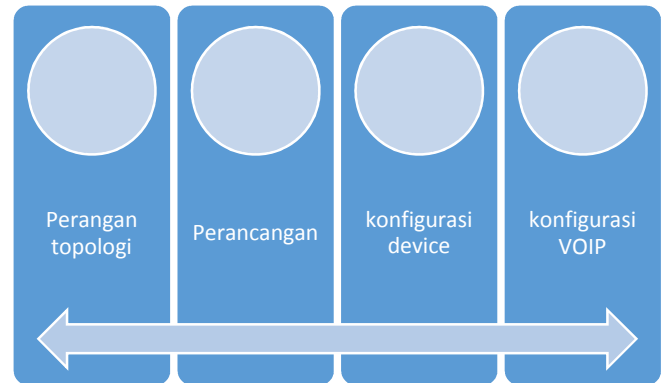 Perangan
topologi
Perancangan
konfigurasi
device
konfigurasi
VOIP